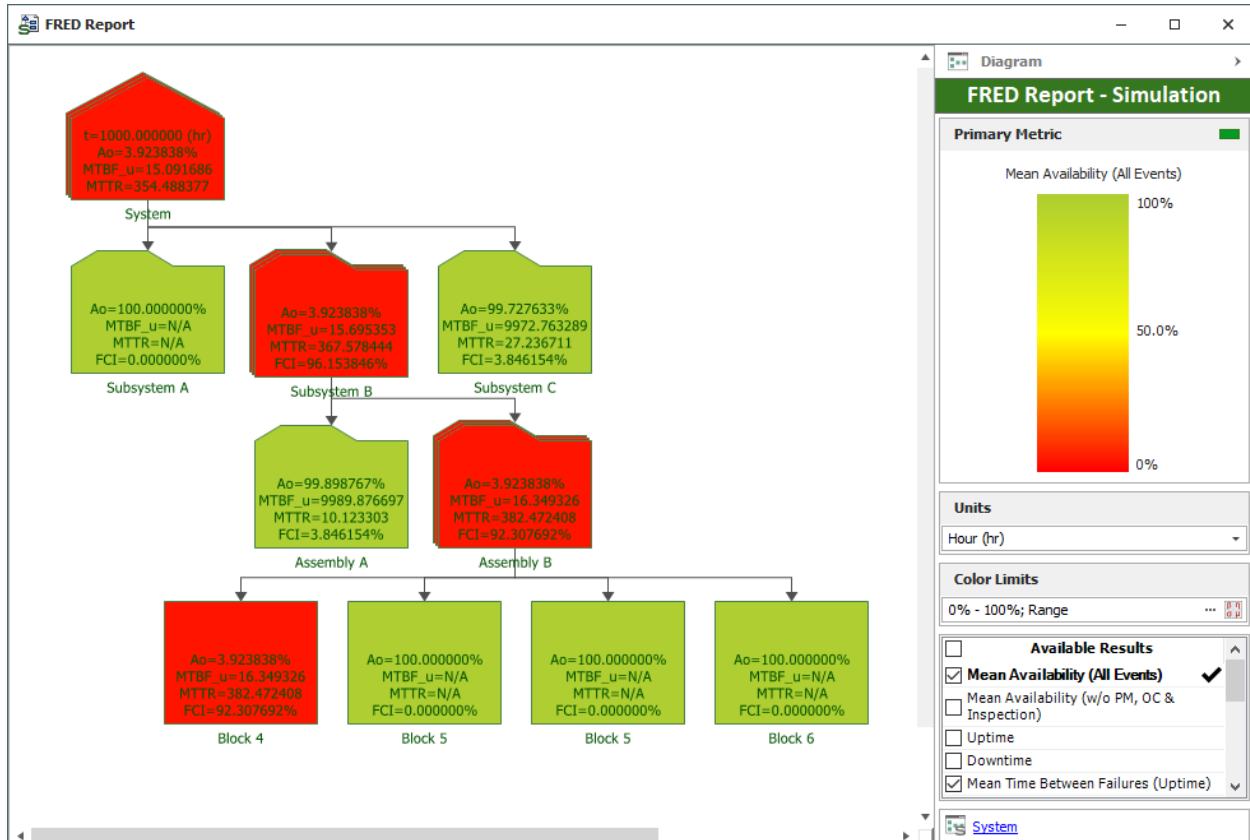 FRED Report
t=1000.000000 (hr)
Ao=3.923838%
MTBF_u=15.091686
MTTR=354.488377
System
Ao=100.000000%
MTBF_u=N/A
MTTR=N/A
FCI=0.000000%
Subsystem A
Ao=3.923838%
MTBF_u=15.695353
MTTR=367.578444
FCI=96.153846%
Subsystem B
Ao=99.727633%
MTBF_u=9972.763289
MTTR=27.236711
FCI=3.846154%
Subsystem C
Ao=99.898767%
MTBF_u=9989.876697
MTTR=10.123303
FCI=3.846154%
Assembly A
Ao=3.923838%
MTBF_u=16.349326
MTTR=382.472408
FCI=92.307692%
Assembly B
Ao=3.923838%
MTBF_u=16.349326
MTTR=382.472408
FCI=92.307692%
Block 4
Ao=100.000000%
MTBF_u=N/A
MTTR=N/A
FCI=0.000000%
Block 5
Ao=100.000000%
MTBF_u=N/A
MTTR=N/A
FCI=0.000000%
Block 5
Ao=100.000000%
MTBF_u=N/A
MTTR=N/A
FCI=0.000000%
Block 6
Diagram
FRED Report - Simulation
Primary Metric
Mean Availability (All Events)
100%
50.0%
0%
Units
Hour (hr)
Color Limits
0% - 100%; Range
Available Results
Mean Availability (All Events)
Mean Availability (w/o PM, OC &
Inspection)
Uptime
Downtime
Mean Time Between Failures (Uptime)
System